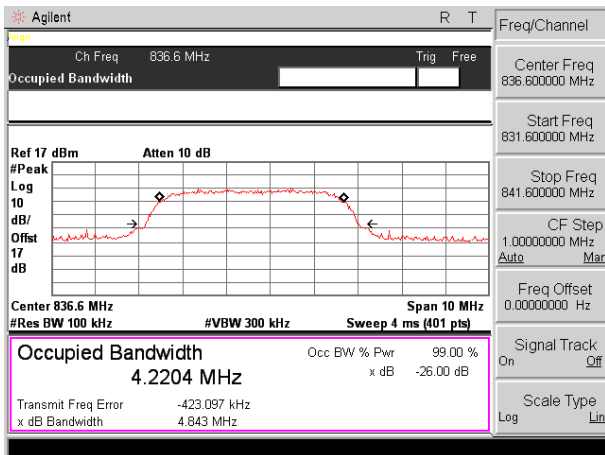 Agilent R T
Align
Ch Freq 836.6 MHz Trig Free
Occupied Bandwidth
Ref 17 dBm Atten 10 dB
#Peak
Log
10
dB/
Offst
17
dB
Center 836.6 MHz Span 10 MHz
#Res BW 100 kHz #VBW 300 kHz Sweep 4 ms (401 pts)
Occupied Bandwidth Occ BW % Pwr 99.00 %
4.2204 MHz x dB -26.00 dB
Transmit Freq Error -423.097 kHz
x dB Bandwidth 4.843 MHz
Freq/Channel
Center Freq
836.600000 MHz
Start Freq
831.600000 MHz
Stop Freq
841.600000 MHz
CF Step
1.00000000 MHz
Auto Man
Freq Offset
0.00000000 Hz
Signal Track
On Off
Scale Type
Log Lin